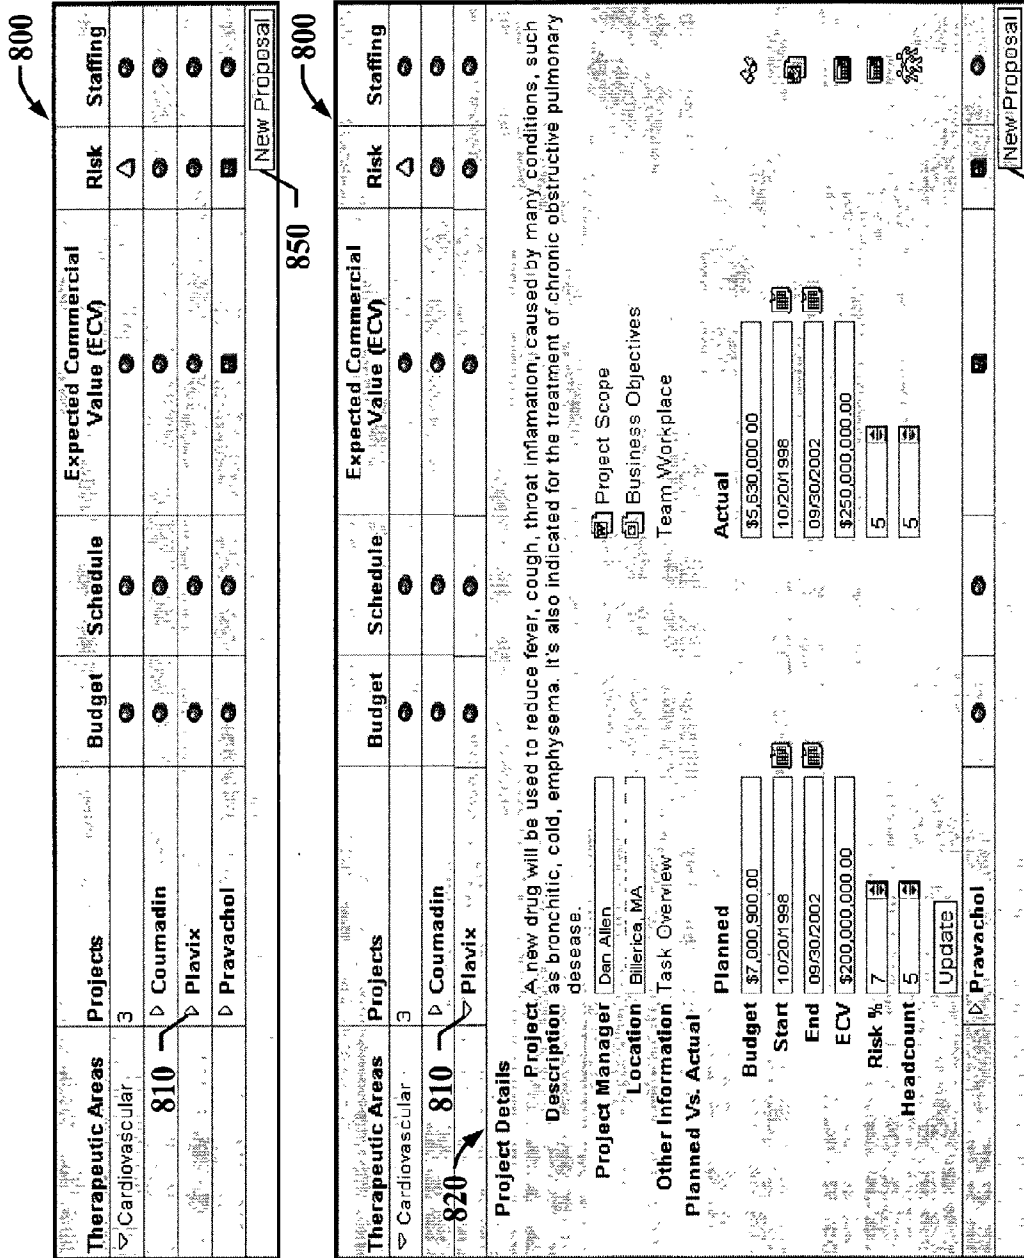 800
Therapeutic Areas Projects Budget Schedule Expected Commercial Value (ECV) Risk Staffing
Cardiovascular 3
Coumadin
810
Plavix
Pravachol
New Proposal
850
800
Therapeutic Areas Projects Budget Schedule Expected Commercial Value (ECV) Risk Staffing
Cardiovascular 3
Coumadin
810
Plavix
820
Project Details
Project A new drug will be used to reduce fever, cough, throat inflamation, caused by many conditions, such
Description as bronchitic, cold, emphysema. It's also indicated for the treatment of chronic obstructive pulmonary
desease.
Project Manager Dan Allen Project Scope
Location Billerica, MA Business Objectives
Other Information Task Overview Team Workplace
Planned Vs. Actual
Planned Actual
Budget $7,000,900.00 $5,630,000.00
Start 10/20/1998 10/20/1998
End 09/30/2002 09/30/2002
ECV $200,000,000.00 $250,000,000.00
Risk % 7 5
Headcount 5 5
Update
Pravachol
New Proposal